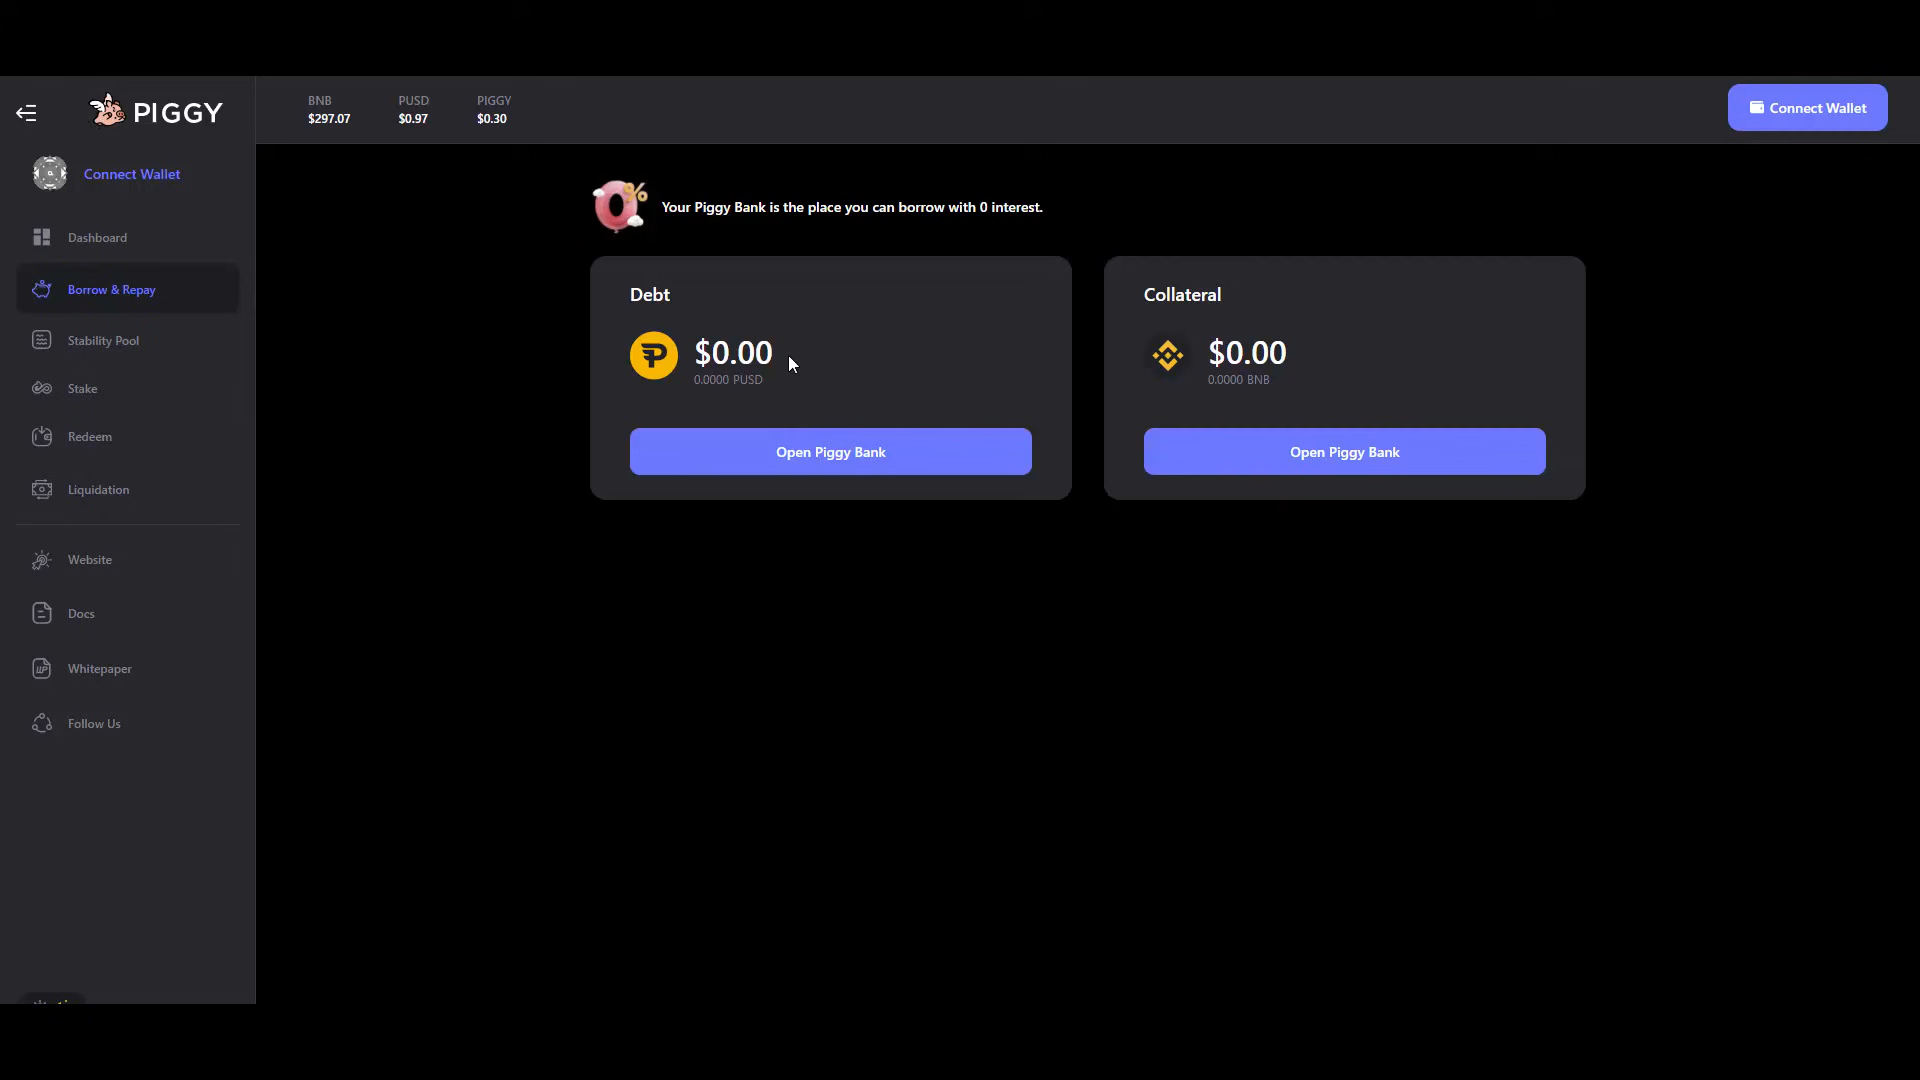 PIGGY
BNB PUSD PIGGY
$297.07 $0.97 $0.30
Connect Wallet
Connect Wallet
Dashboard
Borrow & Repay
Stability Pool
Stake
Redeem
Liquidation
Website
Docs
Whitepaper
Follow Us
0%
Your Piggy Bank is the place you can borrow with 0 interest.
Debt
$0.00
0.0000 PUSD
Open Piggy Bank
Collateral
$0.00
0.0000 BNB
Open Piggy Bank